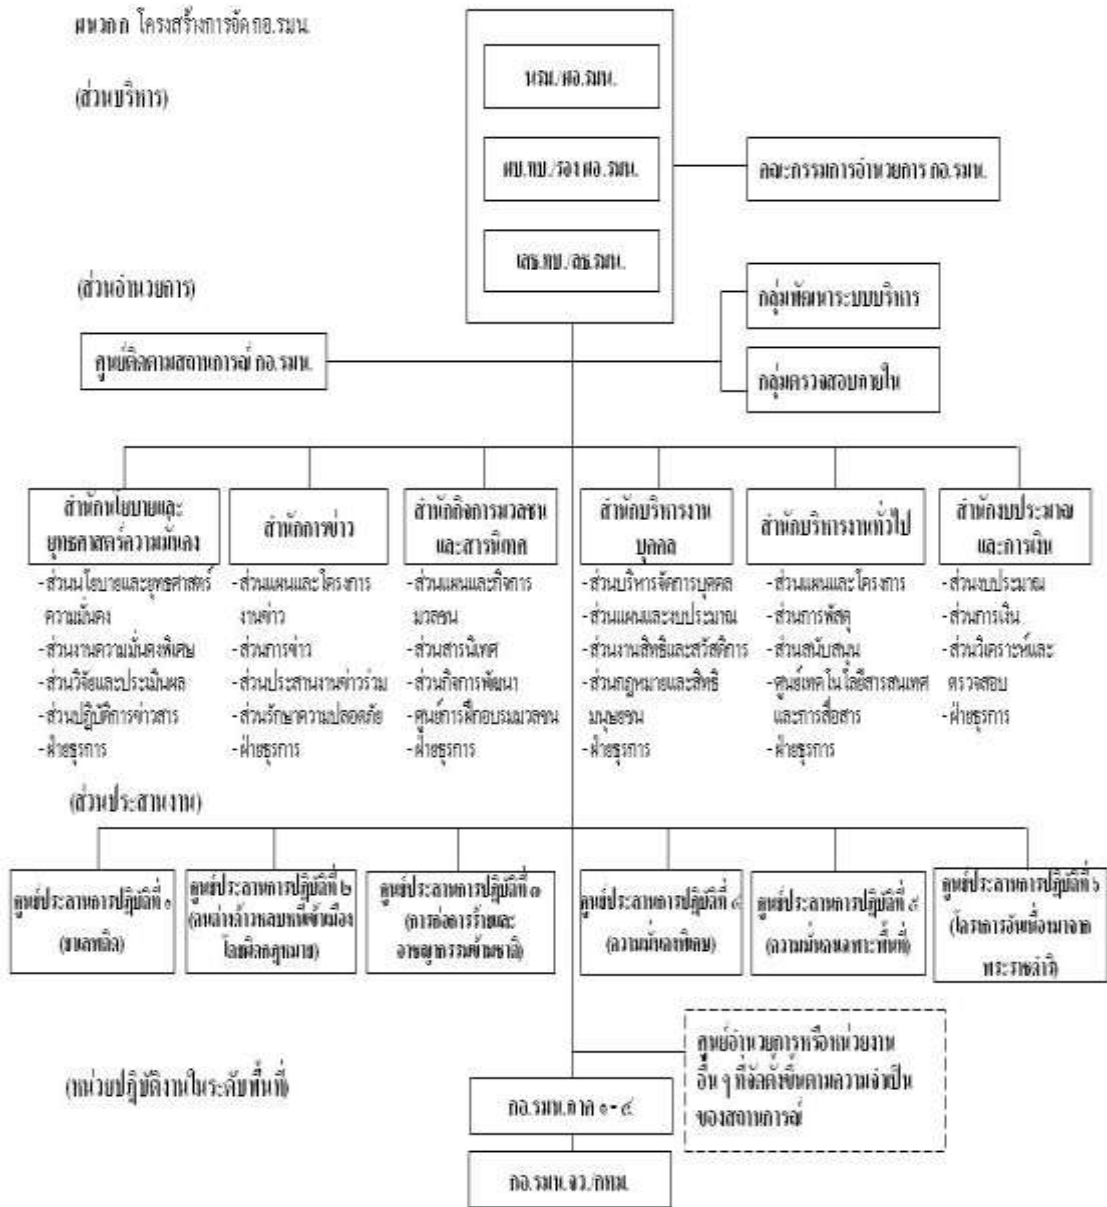 ผนวก ก โครงสร้างการจัด กอ.รมน.
(ส่วนบริหาร)
นรม./ผอ.รมน.
ผบ.ทบ./รอง ผอ.รมน.
คณะกรรมการอำนวยการ กอ.รมน.
เสธ.ทบ./ลธ.รมน.
(ส่วนอำนวยการ)
กลุ่มพัฒนาระบบบริหาร
ศูนย์ติดตามสถานการณ์ กอ.รมน.
กลุ่มตรวจสอบภายใน
สำนักนโยบายและ
ยุทธศาสตร์ความมั่นคง
-ส่วนนโยบายและยุทธศาสตร์
ความมั่นคง
-ส่วนงานความมั่นคงพิเศษ
-ส่วนวิจัยและประเมินผล
-ส่วนปฏิบัติการข่าวสาร
-ฝ่ายธุรการ
สำนักการข่าว
-ส่วนแผนและโครงการ
งานข่าว
-ส่วนการข่าว
-ส่วนประสานงานข่าวร่วม
-ส่วนรักษาความปลอดภัย
-ฝ่ายธุรการ
สำนักกิจการมวลชน
และสารนิเทศ
-ส่วนแผนและกิจการ
มวลชน
-ส่วนสารนิเทศ
-ส่วนกิจการพัฒนา
-ศูนย์การฝึกอบรมมวลชน
-ฝ่ายธุรการ
สำนักบริหารงาน
บุคคล
-ส่วนบริหารจัดการบุคคล
-ส่วนแผนและงบประมาณ
-ส่วนงานสิทธิและสวัสดิการ
-ส่วนกฎหมายและสิทธิ
มนุษยชน
-ฝ่ายธุรการ
สำนักบริหารงานทั่วไป
-ส่วนแผนและโครงการ
-ส่วนการพัสดุ
-ส่วนสนับสนุน
-ศูนย์เทคโนโลยีสารสนเทศ
และการสื่อสาร
-ฝ่ายธุรการ
สำนักงบประมาณ
และการเงิน
-ส่วนงบประมาณ
-ส่วนการเงิน
-ส่วนวิเคราะห์และ
ตรวจสอบ
-ฝ่ายธุรการ
(ส่วนประสานงาน)
ศูนย์ประสานการปฏิบัติที่ ๑
(ยาเสพติด)
ศูนย์ประสานการปฏิบัติที่ ๒
(คนต่างด้าวหลบหนีเข้าเมือง
โดยผิดกฎหมาย)
ศูนย์ประสานการปฏิบัติที่ ๓
(การก่อการร้ายและ
อาชญากรรมข้ามชาติ)
ศูนย์ประสานการปฏิบัติที่ ๔
(ความมั่นคงพิเศษ)
ศูนย์ประสานการปฏิบัติที่ ๕
(ความมั่นคงเฉพาะพื้นที่)
ศูนย์ประสานการปฏิบัติที่ ๖
(โครงการอันเนื่องมาจาก
พระราชดำริ)
ศูนย์อำนวยการหรือหน่วยงาน
อื่น ๆ ที่จัดตั้งขึ้นตามความจำเป็น
ของสถานการณ์
(หน่วยปฏิบัติงานในระดับพื้นที่)
กอ.รมน.ภาค ๑-๔
กอ.รมน.จว./กทม.